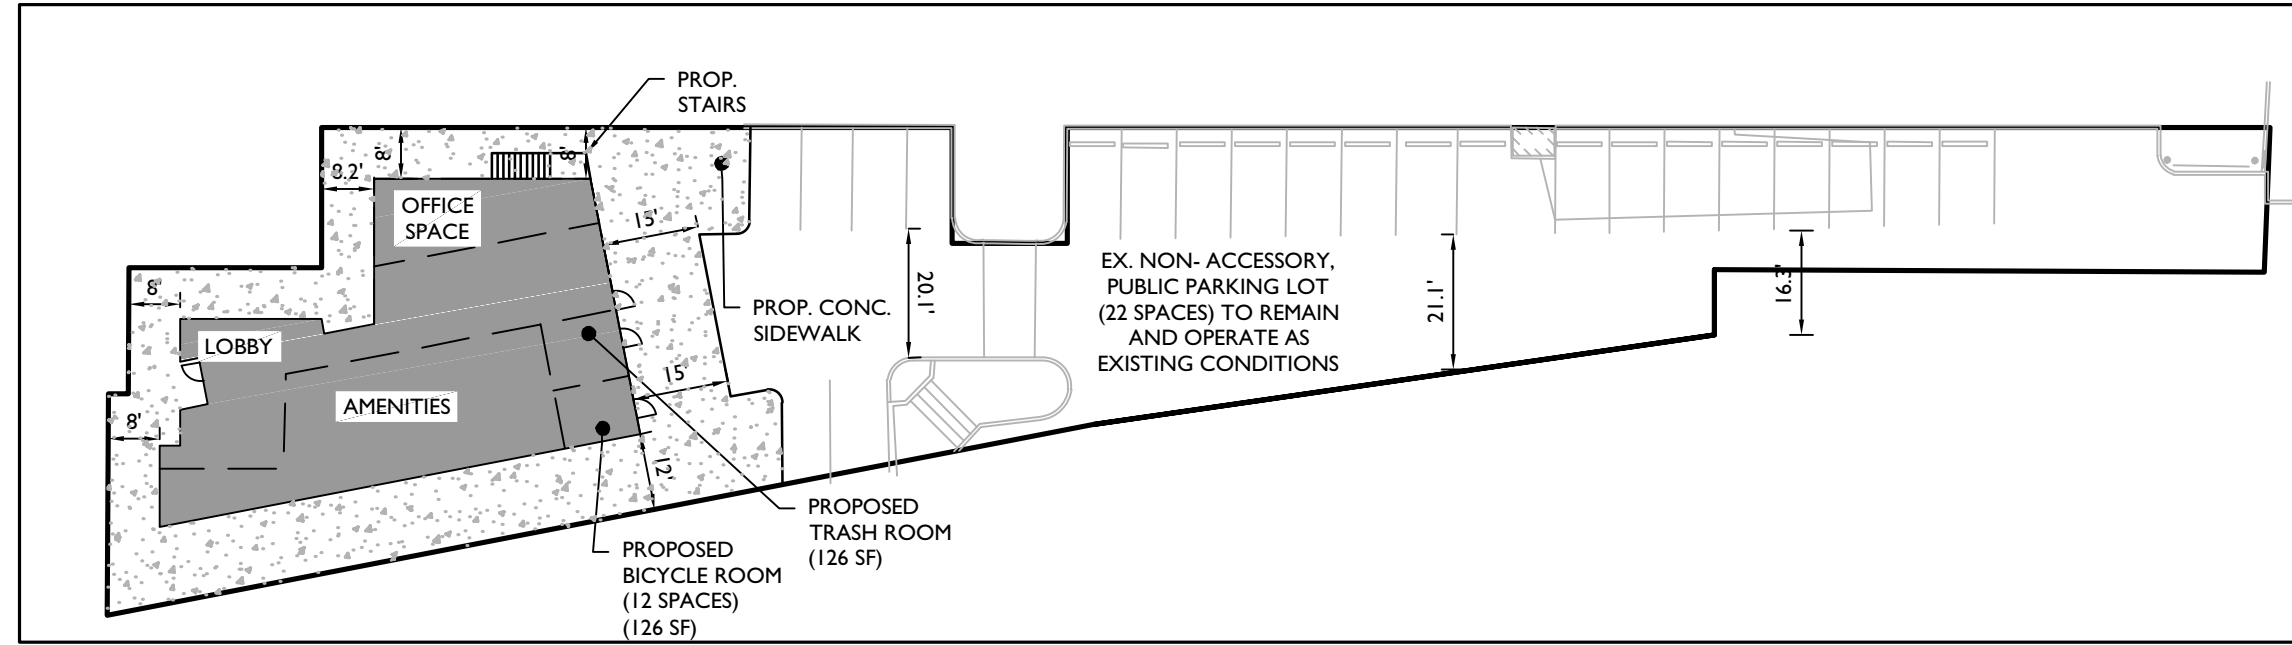 PROP.
STAIRS
8'
8'
8.2'
OFFICE
SPACE
15'
8'
LOBBY
PROP. CONC.
SIDEWALK
20.1'
EX. NON- ACCESSORY,
PUBLIC PARKING LOT
(22 SPACES) TO REMAIN
AND OPERATE AS
EXISTING CONDITIONS
21.1'
16.3'
15'
AMENITIES
8'
12'
PROPOSED
TRASH ROOM
(126 SF)
PROPOSED
BICYCLE ROOM
(12 SPACES)
(126 SF)